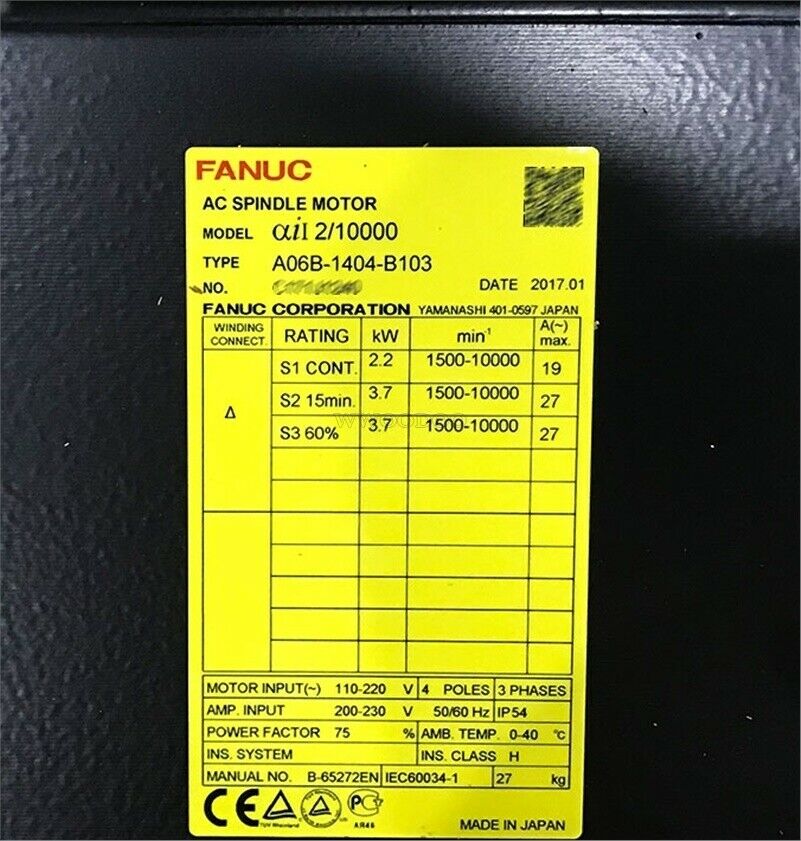 FANUC
AC SPINDLE MOTOR
MODEL αiI 2/10000
TYPE A06B-1404-B103
NO.
DATE 2017.01
FANUC CORPORATION YAMANASHI 401-0597 JAPAN
WINDING CONNECT. RATING kW min-1 A(~) max.
Δ
S1 CONT. 2.2 1500-10000 19
S2 15min. 3.7 1500-10000 27
S3 60% 3.7 1500-10000 27
MOTOR INPUT(~) 110-220 V 4 POLES 3 PHASES
AMP. INPUT 200-230 V 50/60 Hz IP54
POWER FACTOR 75 % AMB. TEMP. 0-40 °C
INS. SYSTEM INS. CLASS H
MANUAL NO. B-65272EN IEC60034-1 27 kg
CE
TUV Rheinland
AЯ46
MADE IN JAPAN